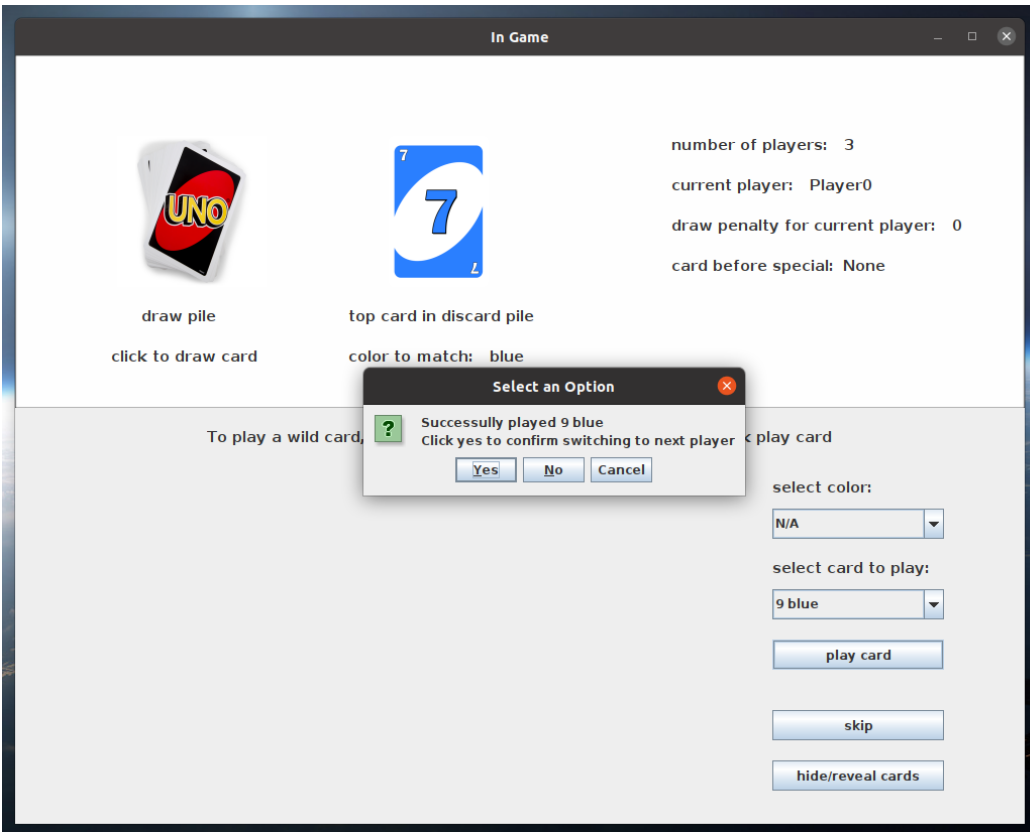 In Game
number of players: 3
current player: Player0
draw penalty for current player: 0
card before special: None
UNO
7
7
7
draw pile
top card in discard pile
click to draw card
color to match: blue
Select an Option
Successully played 9 blue
Click yes to confirm switching to next player
Yes
No
Cancel
To play a wild card,
play card
select color:
N/A
select card to play:
9 blue
play card
skip
hide/reveal cards